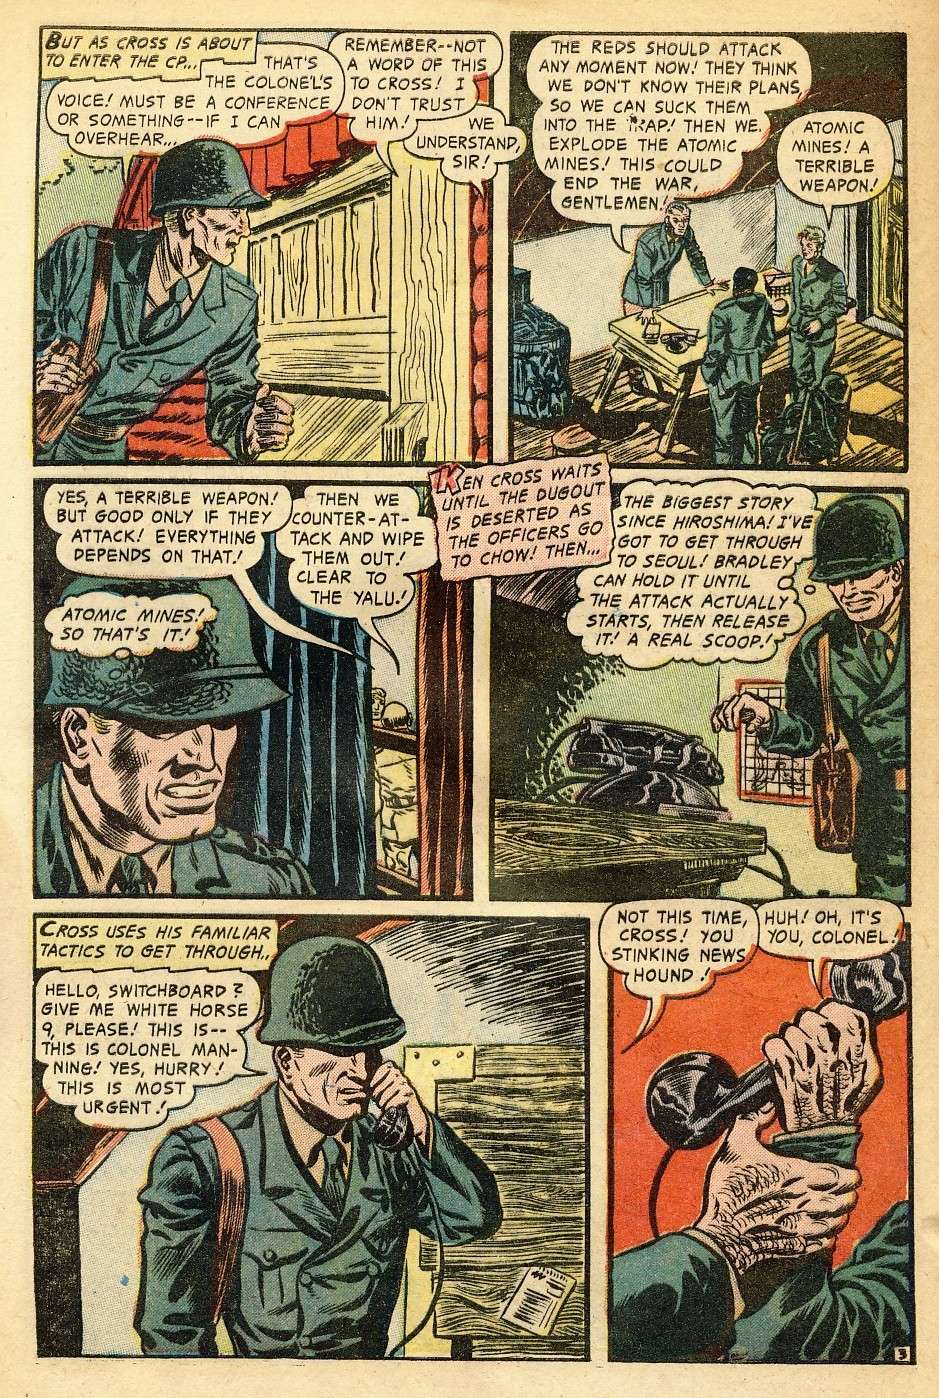 BUT AS CROSS IS ABOUT
TO ENTER THE CP...
THAT'S
THE COLONEL'S
VOICE! MUST BE A CONFERENCE
OR SOMETHING--IF I CAN
OVERHEAR...
REMEMBER--NOT
A WORD OF THIS
TO CROSS! I
DON'T TRUST
HIM!
WE
UNDERSTAND,
SIR!
THE REDS SHOULD ATTACK
ANY MOMENT NOW! THEY THINK
WE DON'T KNOW THEIR PLANS,
SO WE CAN SUCK THEM
INTO THE TRAP! THEN WE
EXPLODE THE ATOMIC
MINES! THIS COULD
END THE WAR,
GENTLEMEN!
ATOMIC
MINES! A
TERRIBLE
WEAPON!
YES, A TERRIBLE WEAPON!
BUT GOOD ONLY IF THEY
ATTACK! EVERYTHING
DEPENDS ON THAT!
THEN WE
COUNTER-AT-
TACK AND WIPE
THEM OUT!
CLEAR TO
THE YALU!
ATOMIC MINES!
SO THAT'S IT!
KEN CROSS WAITS
UNTIL THE DUGOUT
IS DESERTED AS
THE OFFICERS GO
TO CHOW! THEN...
THE BIGGEST STORY
SINCE HIROSHIMA! I'VE
GOT TO GET THROUGH
TO SEOUL! BRADLEY
CAN HOLD IT UNTIL
THE ATTACK ACTUALLY
STARTS, THEN RELEASE
IT! A REAL SCOOP!
CROSS USES HIS FAMILIAR
TACTICS TO GET THROUGH..
HELLO, SWITCHBOARD?
GIVE ME WHITE HORSE
9, PLEASE! THIS IS--
THIS IS COLONEL MAN-
NING! YES, HURRY!
THIS IS MOST
URGENT!
NOT THIS TIME,
CROSS! YOU
STINKING NEWS
HOUND!
HUH! OH, IT'S
YOU, COLONEL!
3